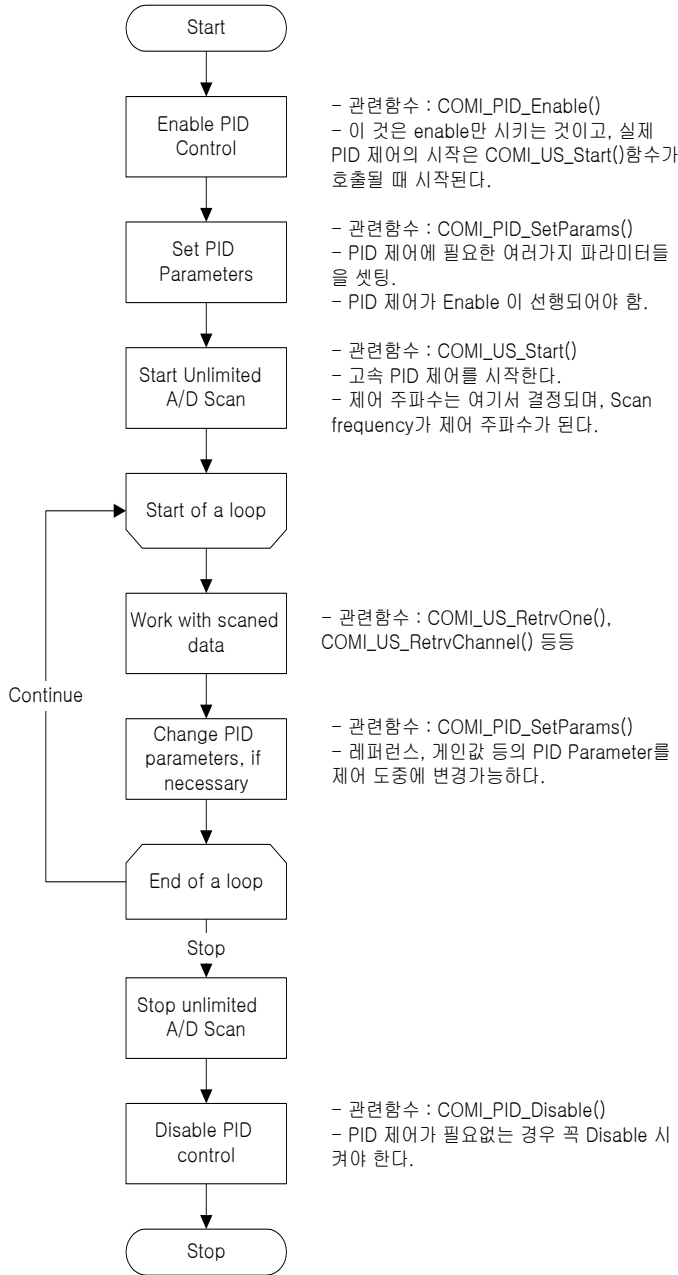 Start
Enable PID
Control
- 관련함수 : COMI_PID_Enable()
- 이 것은 enable만 시키는 것이고, 실제
PID 제어의 시작은 COMI_US_Start()함수가
호출될 때 시작된다.
Set PID
Parameters
- 관련함수 : COMI_PID_SetParams()
- PID 제어에 필요한 여러가지 파라미터들
을 셋팅.
- PID 제어가 Enable 이 선행되어야 함.
Start Unlimited
A/D Scan
- 관련함수 : COMI_US_Start()
- 고속 PID 제어를 시작한다.
- 제어 주파수는 여기서 결정되며, Scan
frequency가 제어 주파수가 된다.
Start of a loop
Work with scaned
data
- 관련함수 : COMI_US_RetrvOne(),
COMI_US_RetrvChannel() 등등
Continue
Change PID
parameters, if
necessary
- 관련함수 : COMI_PID_SetParams()
- 레퍼런스, 게인값 등의 PID Parameter를
제어 도중에 변경가능하다.
End of a loop
Stop
Stop unlimited
A/D Scan
Disable PID
control
- 관련함수 : COMI_PID_Disable()
- PID 제어가 필요없는 경우 꼭 Disable 시
켜야 한다.
Stop